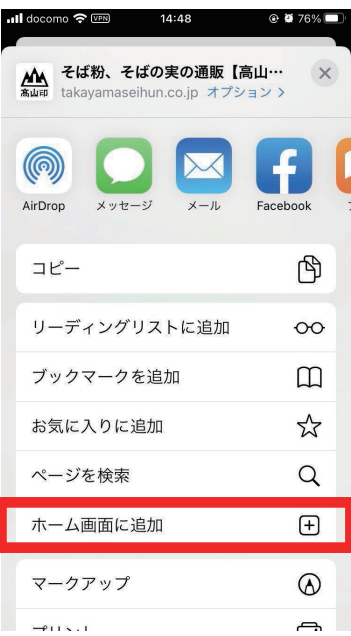 docomo VPN 14:48 76%
そば粉、そばの実の通販【高山…
高山印 takayamaseihun.co.jp オプション
AirDrop メッセージ メール Facebook
コピー
リーディングリストに追加
ブックマークを追加
お気に入りに追加
ページを検索
ホーム画面に追加
マークアップ
プリント